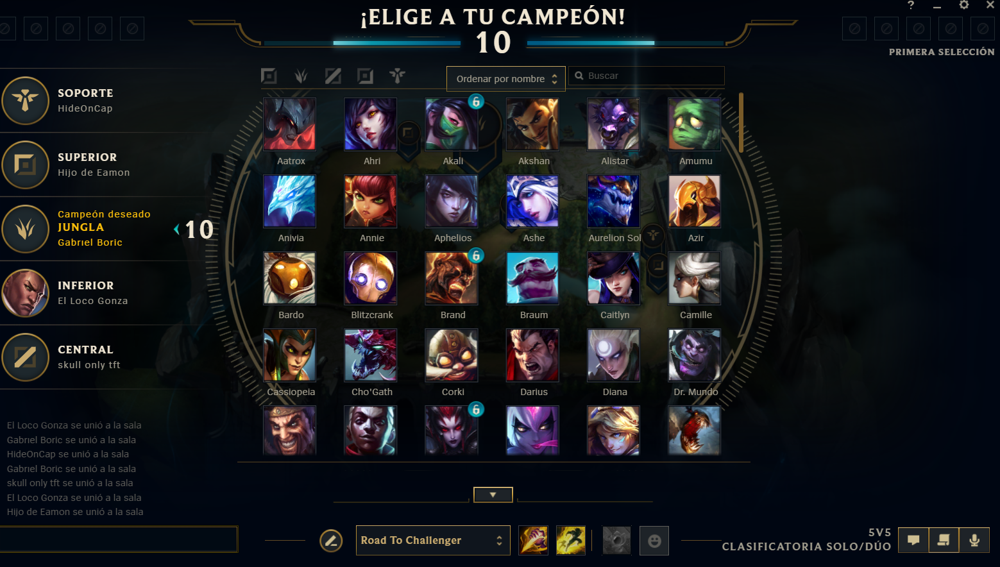 ¡ELIGE A TU CAMPEÓN!
10
?
PRIMERA SELECCIÓN
Ordenar por nombre
Buscar
SOPORTE
HideOnCap
SUPERIOR
Hijo de Eamon
Campeón deseado
JUNGLA
Gabrıel Boric
10
INFERIOR
El Loco Gonza
CENTRAL
skull only tft
6
Aatrox Ahri Akali Akshan Alistar Amumu
Anivia Annie Aphelios Ashe Aurelion Sol Azir
6
Bardo Blitzcrank Brand Braum Caitlyn Camille
Cassiopeia Cho'Gath Corki Darius Diana Dr. Mundo
6
El Loco Gonza se unió a la sala
Gabrıel Boric se unió a la sala
HideOnCap se unió a la sala
Gabrıel Boric se unió a la sala
skull only tft se unió a la sala
El Loco Gonza se unió a la sala
Hijo de Eamon se unió a la sala
Road To Challenger
5V5
CLASIFICATORIA SOLO/DÚO